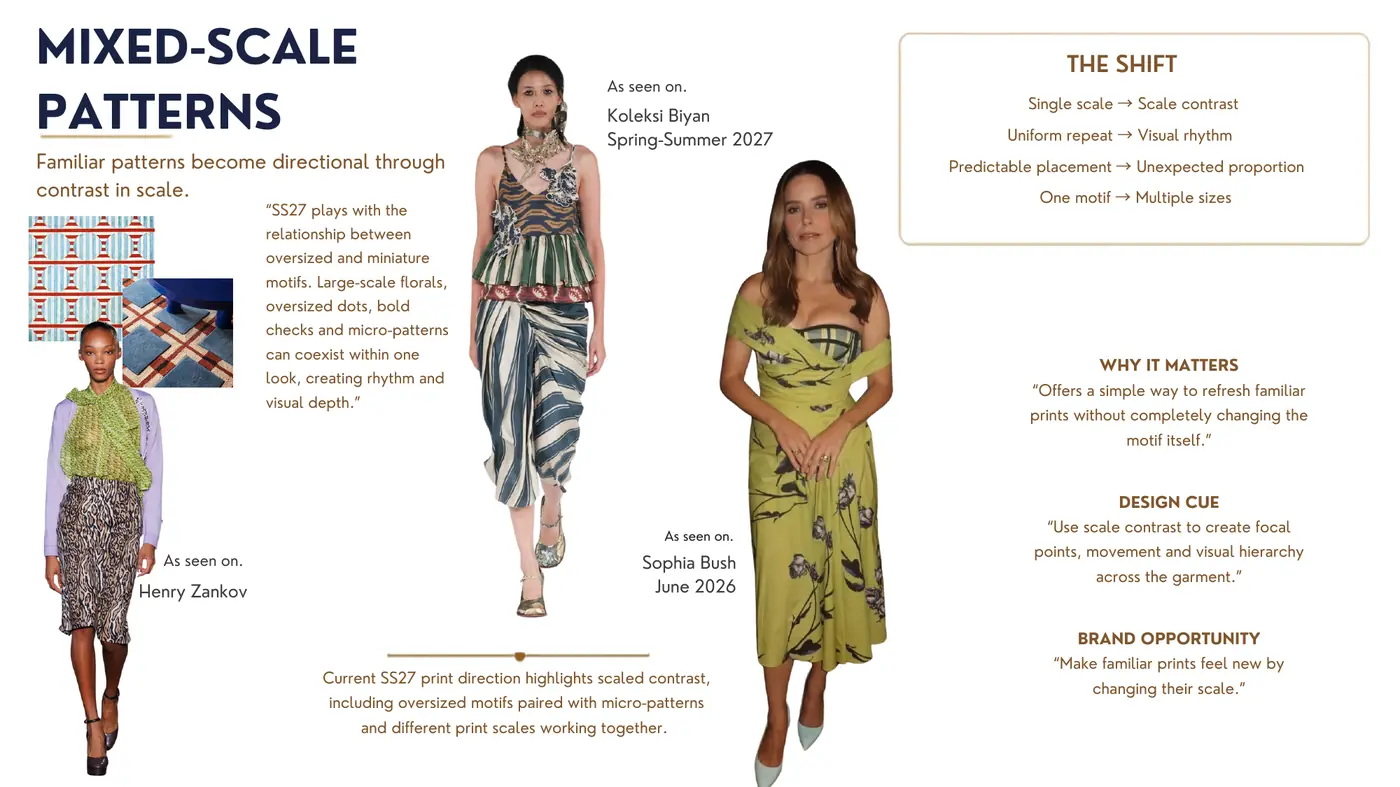 MIXED-SCALE
PATTERNS
Familiar patterns become directional through
contrast in scale.
“SS27 plays with the
relationship between
oversized and miniature
motifs. Large-scale florals,
oversized dots, bold
checks and micro-patterns
can coexist within one
look, creating rhythm and
visual depth.”
As seen on.
Henry Zankov
As seen on.
Koleksi Biyan
Spring-Summer 2027
As seen on.
Sophia Bush
June 2026
Current SS27 print direction highlights scaled contrast,
including oversized motifs paired with micro-patterns
and different print scales working together.
THE SHIFT
Single scale → Scale contrast
Uniform repeat → Visual rhythm
Predictable placement → Unexpected proportion
One motif → Multiple sizes
WHY IT MATTERS
“Offers a simple way to refresh familiar
prints without completely changing the
motif itself.”
DESIGN CUE
“Use scale contrast to create focal
points, movement and visual hierarchy
across the garment.”
BRAND OPPORTUNITY
“Make familiar prints feel new by
changing their scale.”